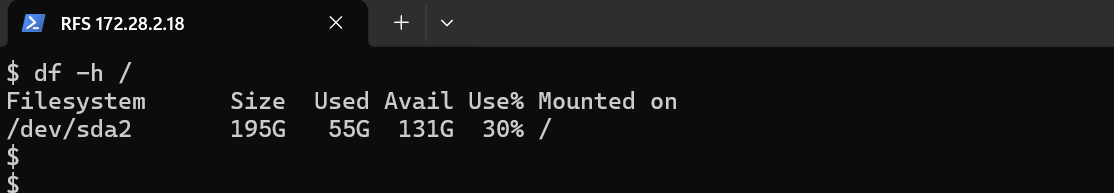 RFS 172.28.2.18
$ df -h /
Filesystem      Size  Used Avail Use% Mounted on
/dev/sda2       195G   55G  131G  30% /
$
$